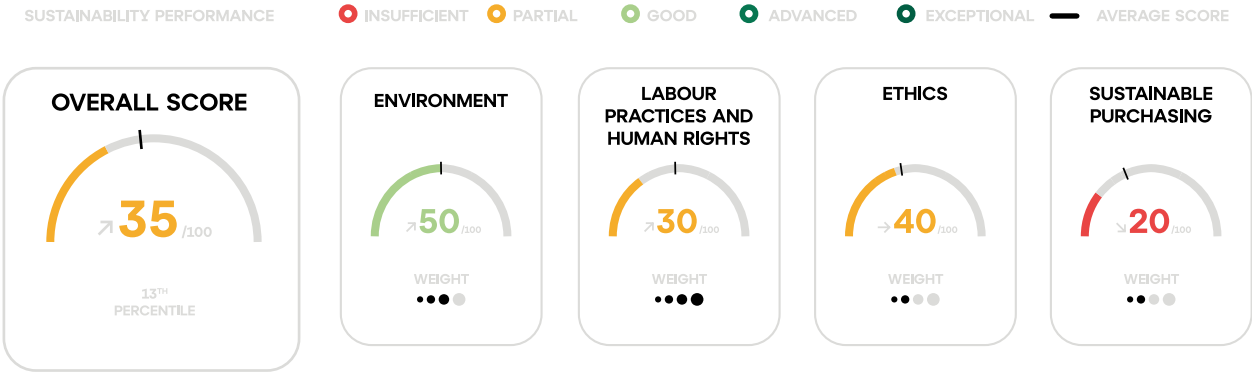 SUSTAINABILITY PERFORMANCE
INSUFFICIENT
PARTIAL
GOOD
ADVANCED
EXCEPTIONAL
AVERAGE SCORE
OVERALL SCORE
35/100
13TH
PERCENTILE
ENVIRONMENT
50/100
WEIGHT
LABOUR
PRACTICES AND
HUMAN RIGHTS
30/100
WEIGHT
ETHICS
40/100
WEIGHT
SUSTAINABLE
PURCHASING
20/100
WEIGHT